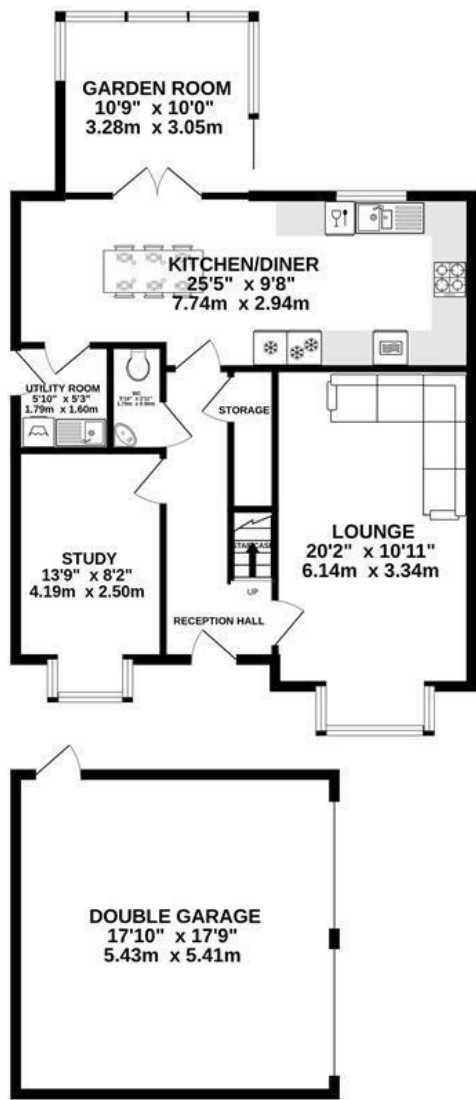 GARDEN ROOM
10'9" x 10'0"
3.28m x 3.05m
KITCHEN/DINER
25'5" x 9'8"
7.74m x 2.94m
UTILITY ROOM
5'10" x 5'3"
1.79m x 1.60m
WC
STORAGE
LOUNGE
20'2" x 10'11"
6.14m x 3.34m
STUDY
13'9" x 8'2"
4.19m x 2.50m
STAIRCASE
UP
RECEPTION HALL
DOUBLE GARAGE
17'10" x 17'9"
5.43m x 5.41m